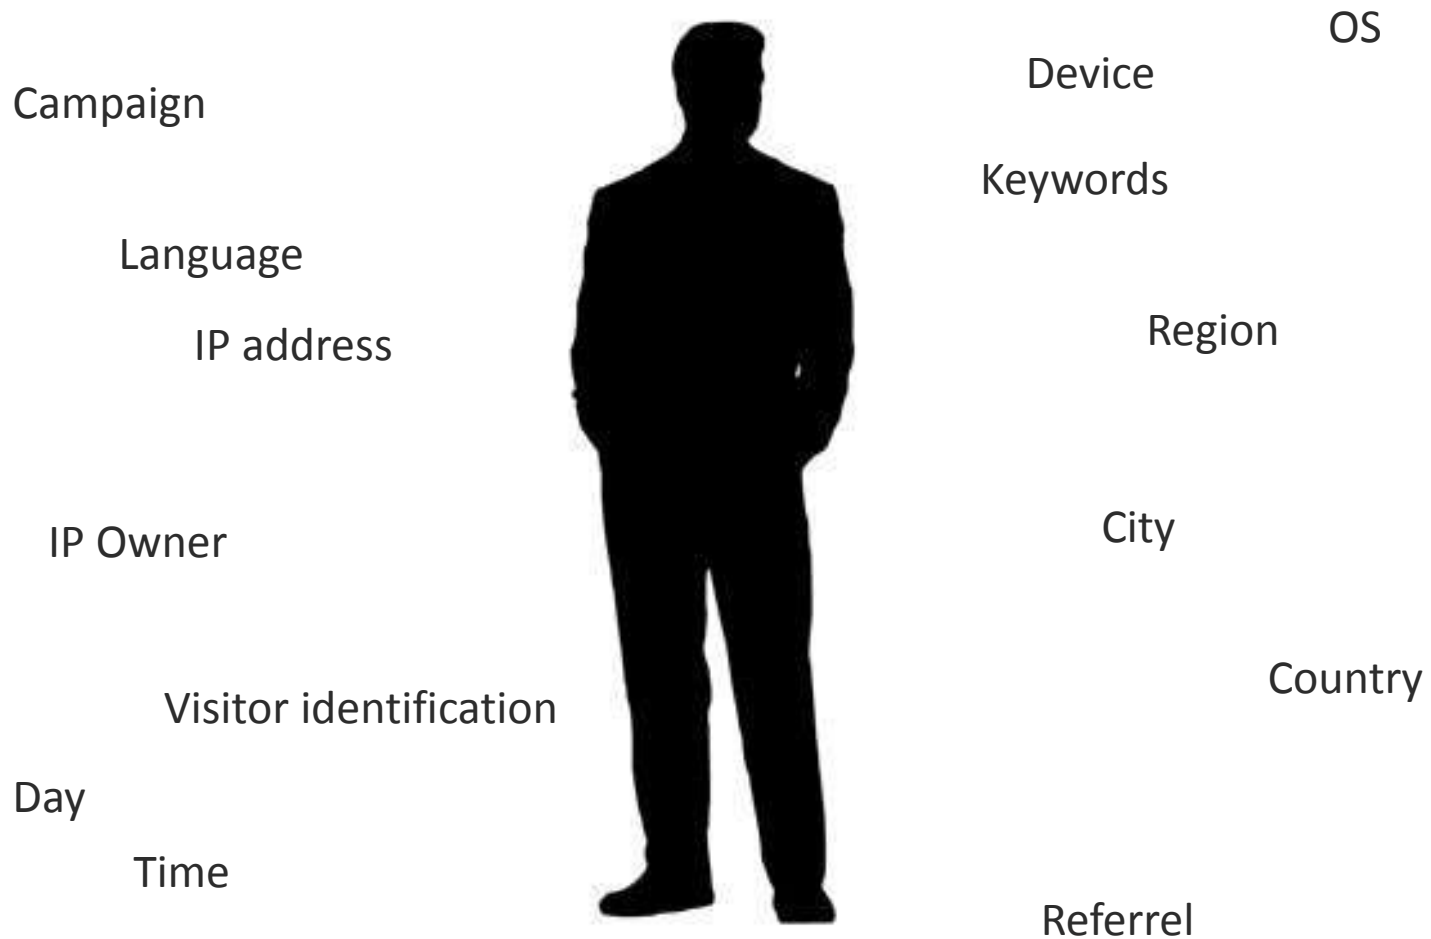 OS
Device
Campaign
Keywords
Language
Region
IP address
City
IP Owner
Country
Visitor identification
Day
Time
Referrel